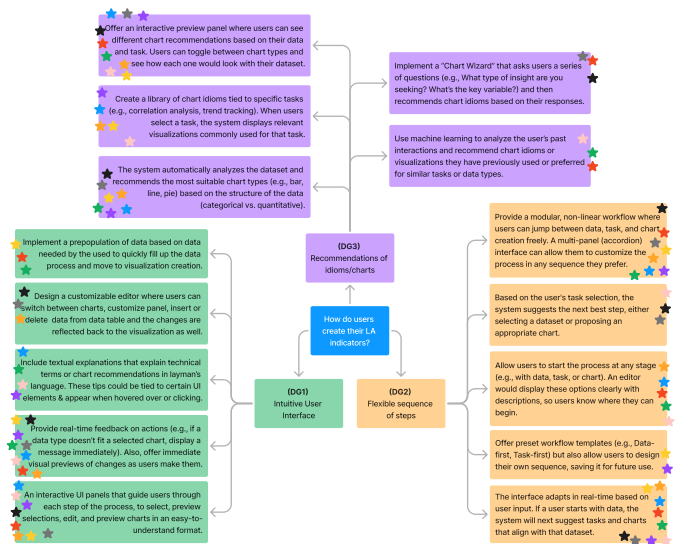 Offer an interactive preview panel where users can see
different chart recommendations based on their data
and task. Users can toggle between chart types and
see how each one would look with their dataset.
Create a library of chart idioms tied to specific tasks
(e.g., correlation analysis, trend tracking). When users
select a task, the system displays relevant
visualizations commonly used for that task.
The system automatically analyzes the dataset and
recommends the most suitable chart types (e.g., bar,
line, pie) based on the structure of the data
(categorical vs. quantitative).
Implement a "Chart Wizard" that asks users a series
of questions (e.g., What type of insight are you
seeking? What's the key variable?) and then
recommends chart idioms based on their responses.
Use machine learning to analyze the user's past
interactions and recommend chart idioms or
visualizations they have previously used or preferred
for similar tasks or data types.
(DG3)
Recommendations of
idioms/charts
How do users
create their LA
indicators?
(DG1)
Intuitive User
Interface
(DG2)
Flexible sequence
of steps
Implement a prepopulation of data based on data
needed by the used to quickly fill up the data
process and move to visualization creation.
Design a customizable editor where users can
switch between charts, customize panel, insert or
delete data from data table and the changes are
reflected back to the visualization as well.
Include textual explanations that explain technical
terms or chart recommendations in layman's
language. These tips could be tied to certain UI
elements & appear when hovered over or clicking.
Provide real-time feedback on actions (e.g., if a
data type doesn't fit a selected chart, display a
message immediately). Also, offer immediate
visual previews of changes as users make them.
An interactive UI panels that guide users through
each step of the process, to select, preview
selections, edit, and preview charts in an easy-to-
understand format.
Provide a modular, non-linear workflow where
users can jump between data, task, and chart
creation freely. A multi-panel (accordion)
interface can allow them to customize the
process in any sequence they prefer.
Based on the user's task selection, the
system suggests the next best step, either
selecting a dataset or proposing an
appropriate chart.
Allow users to start the process at any stage
(e.g., with data, task, or chart). An editor
would display these options clearly with
descriptions, so users know where they can
begin.
Offer preset workflow templates (e.g., Data-
first, Task-first) but also allow users to design
their own sequence, saving it for future use.
The interface adapts in real-time based on
user input. If a user starts with data, the
system will next suggest tasks and charts
that align with that dataset.